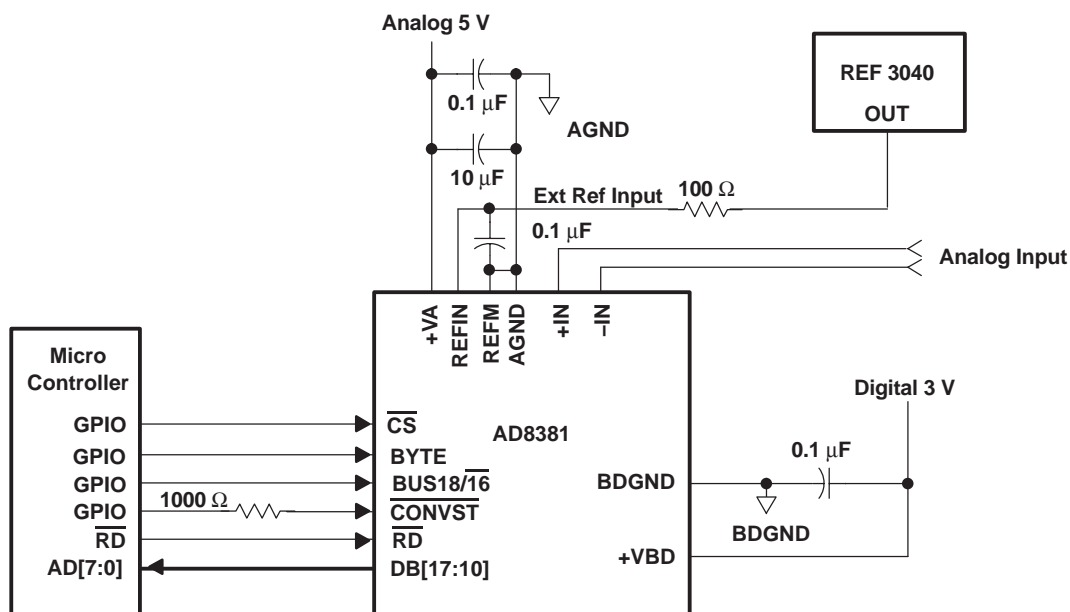 Analog 5 V
0.1 μF
AGND
10 μF
REF 3040
OUT
Ext Ref Input
100 Ω
0.1 μF
Analog Input
+VA
REFIN
REFM
AGND
+IN
−IN
Micro
Controller
GPIO
GPIO
GPIO
GPIO
RD
AD[7:0]
1000 Ω
CS
BYTE
BUS18/16
CONVST
RD
DB[17:10]
AD8381
BDGND
+VBD
Digital 3 V
0.1 μF
BDGND